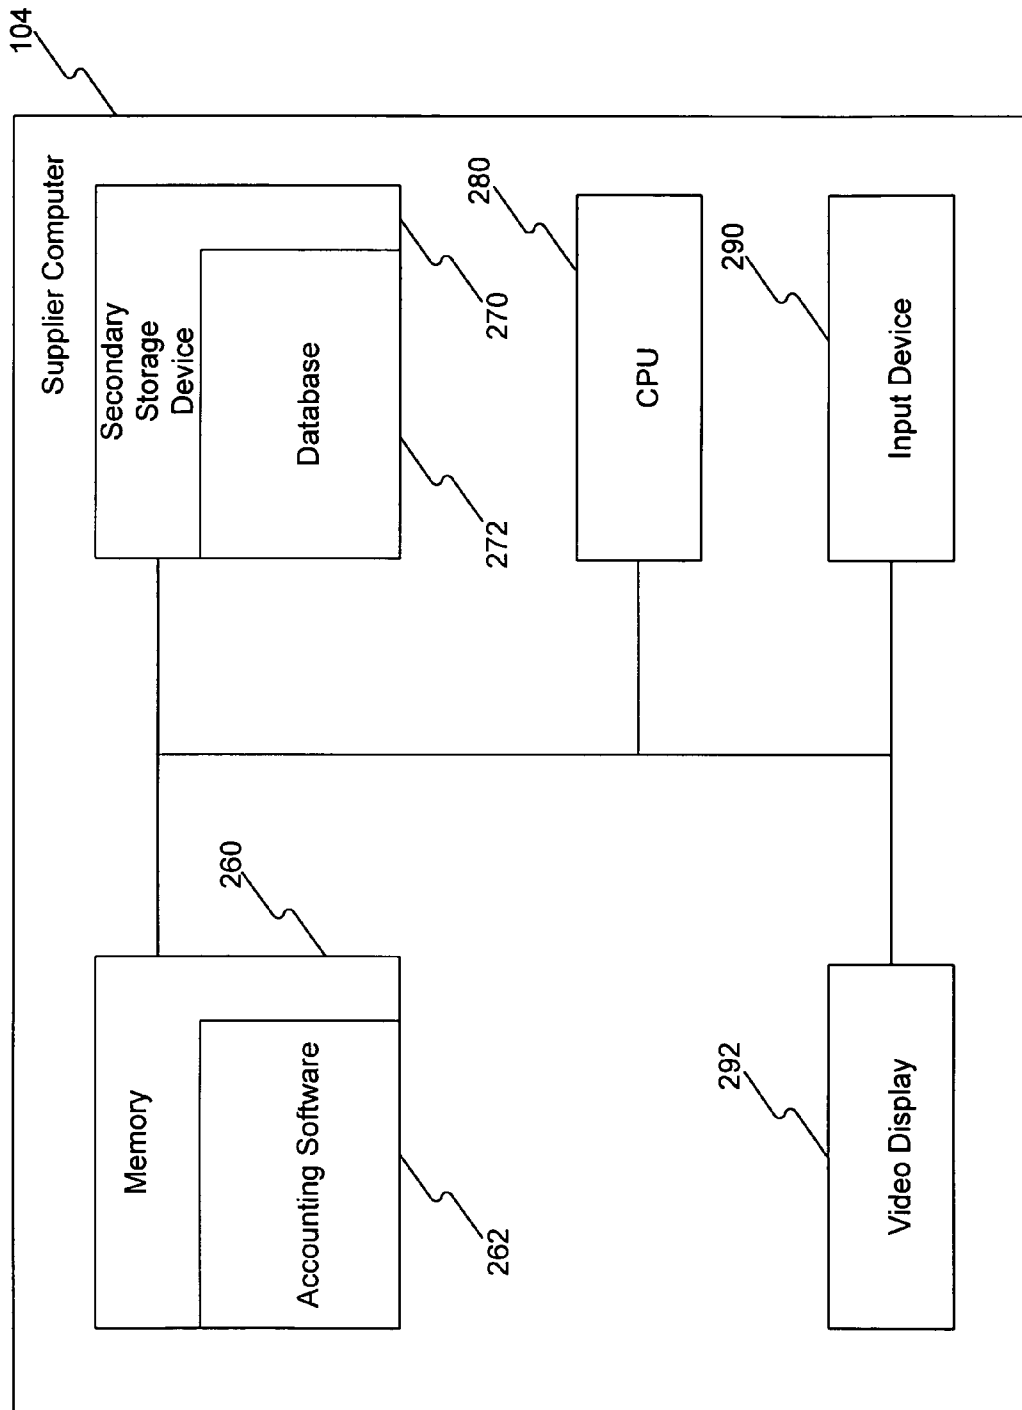 104
Supplier Computer
Memory
260
Accounting Software
262
Secondary
Storage
Device
270
Database
272
CPU
280
Video Display
292
Input Device
290